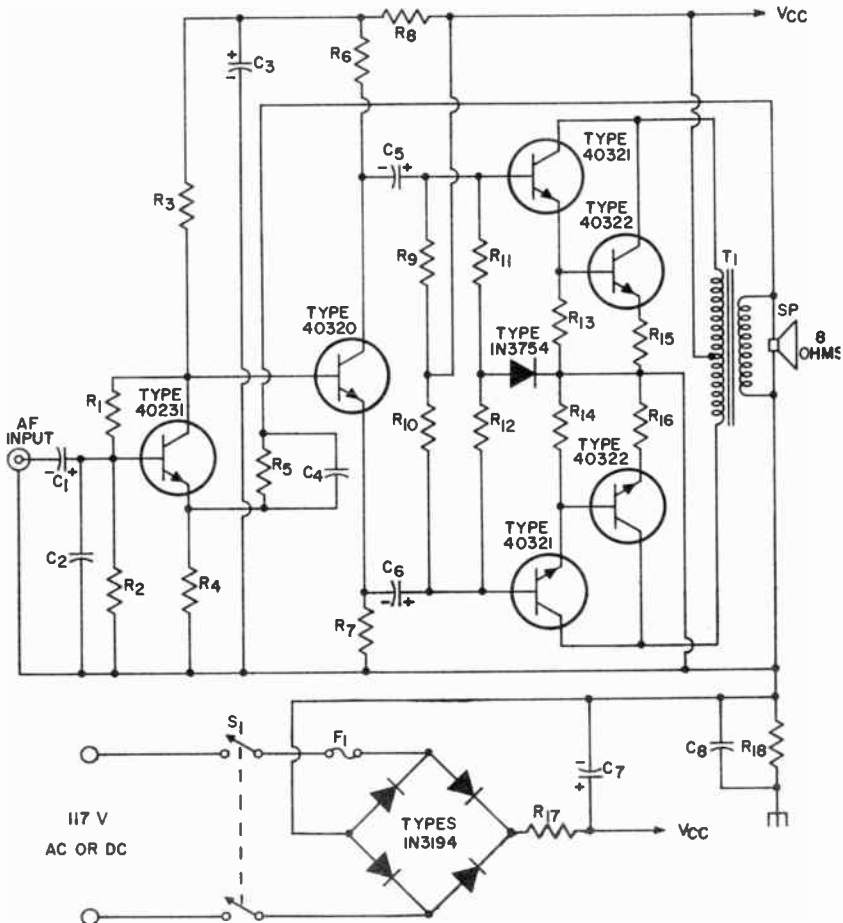 VCC
R8
R6
C3
+
-
TYPE
40321
C5
- +
TYPE
40322
R3
R9
R11
T1
SP
8
OHMS
R13
R15
TYPE
40320
TYPE
1N3754
R1
TYPE
40231
AF
INPUT
- +
C1
R5
C4
R10
R12
R14
R16
TYPE
40322
TYPE
40321
C2
R2
R4
C6
- +
R7
S1
F1
-
C7
+
C8
R18
117 V
AC OR DC
TYPES
1N3194
R17
VCC